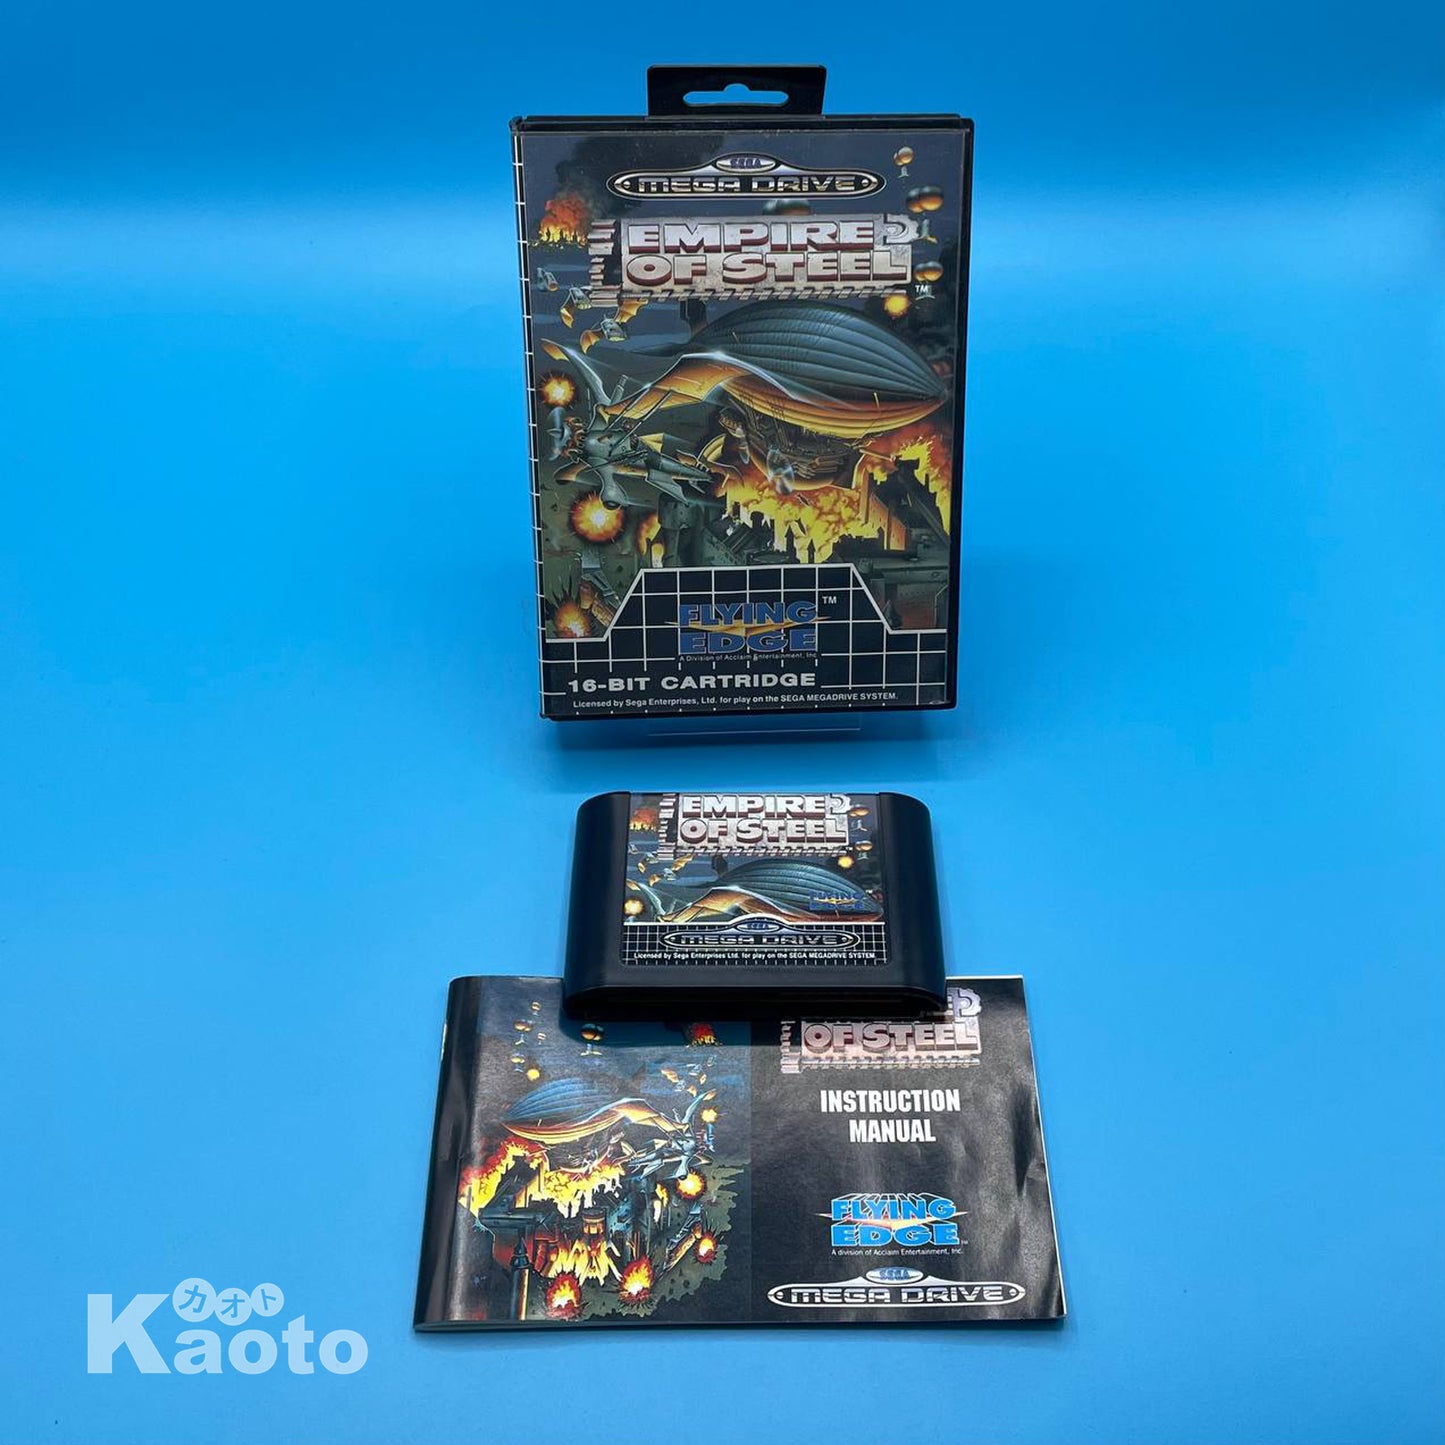 SEGA
MEGA DRIVE
EMPIRE
OF STEEL
TM
FLYING TM
EDGE
A Division of Acclaim Entertainment, Inc
16-BIT CARTRIDGE
Licensed by Sega Enterprises, Ltd. for play on the SEGA MEGADRIVE SYSTEM.
EMPIRE
OF STEEL
FLYING
EDGE
SEGA
MEGA DRIVE
Licensed by Sega Enterprises Ltd. for play on the SEGA MEGADRIVE SYSTEM.
OF STEEL
INSTRUCTION
MANUAL
FLYING
EDGE
A division of Acclaim Entertainment, Inc.
SEGA
MEGA DRIVE
カオト
Kaoto